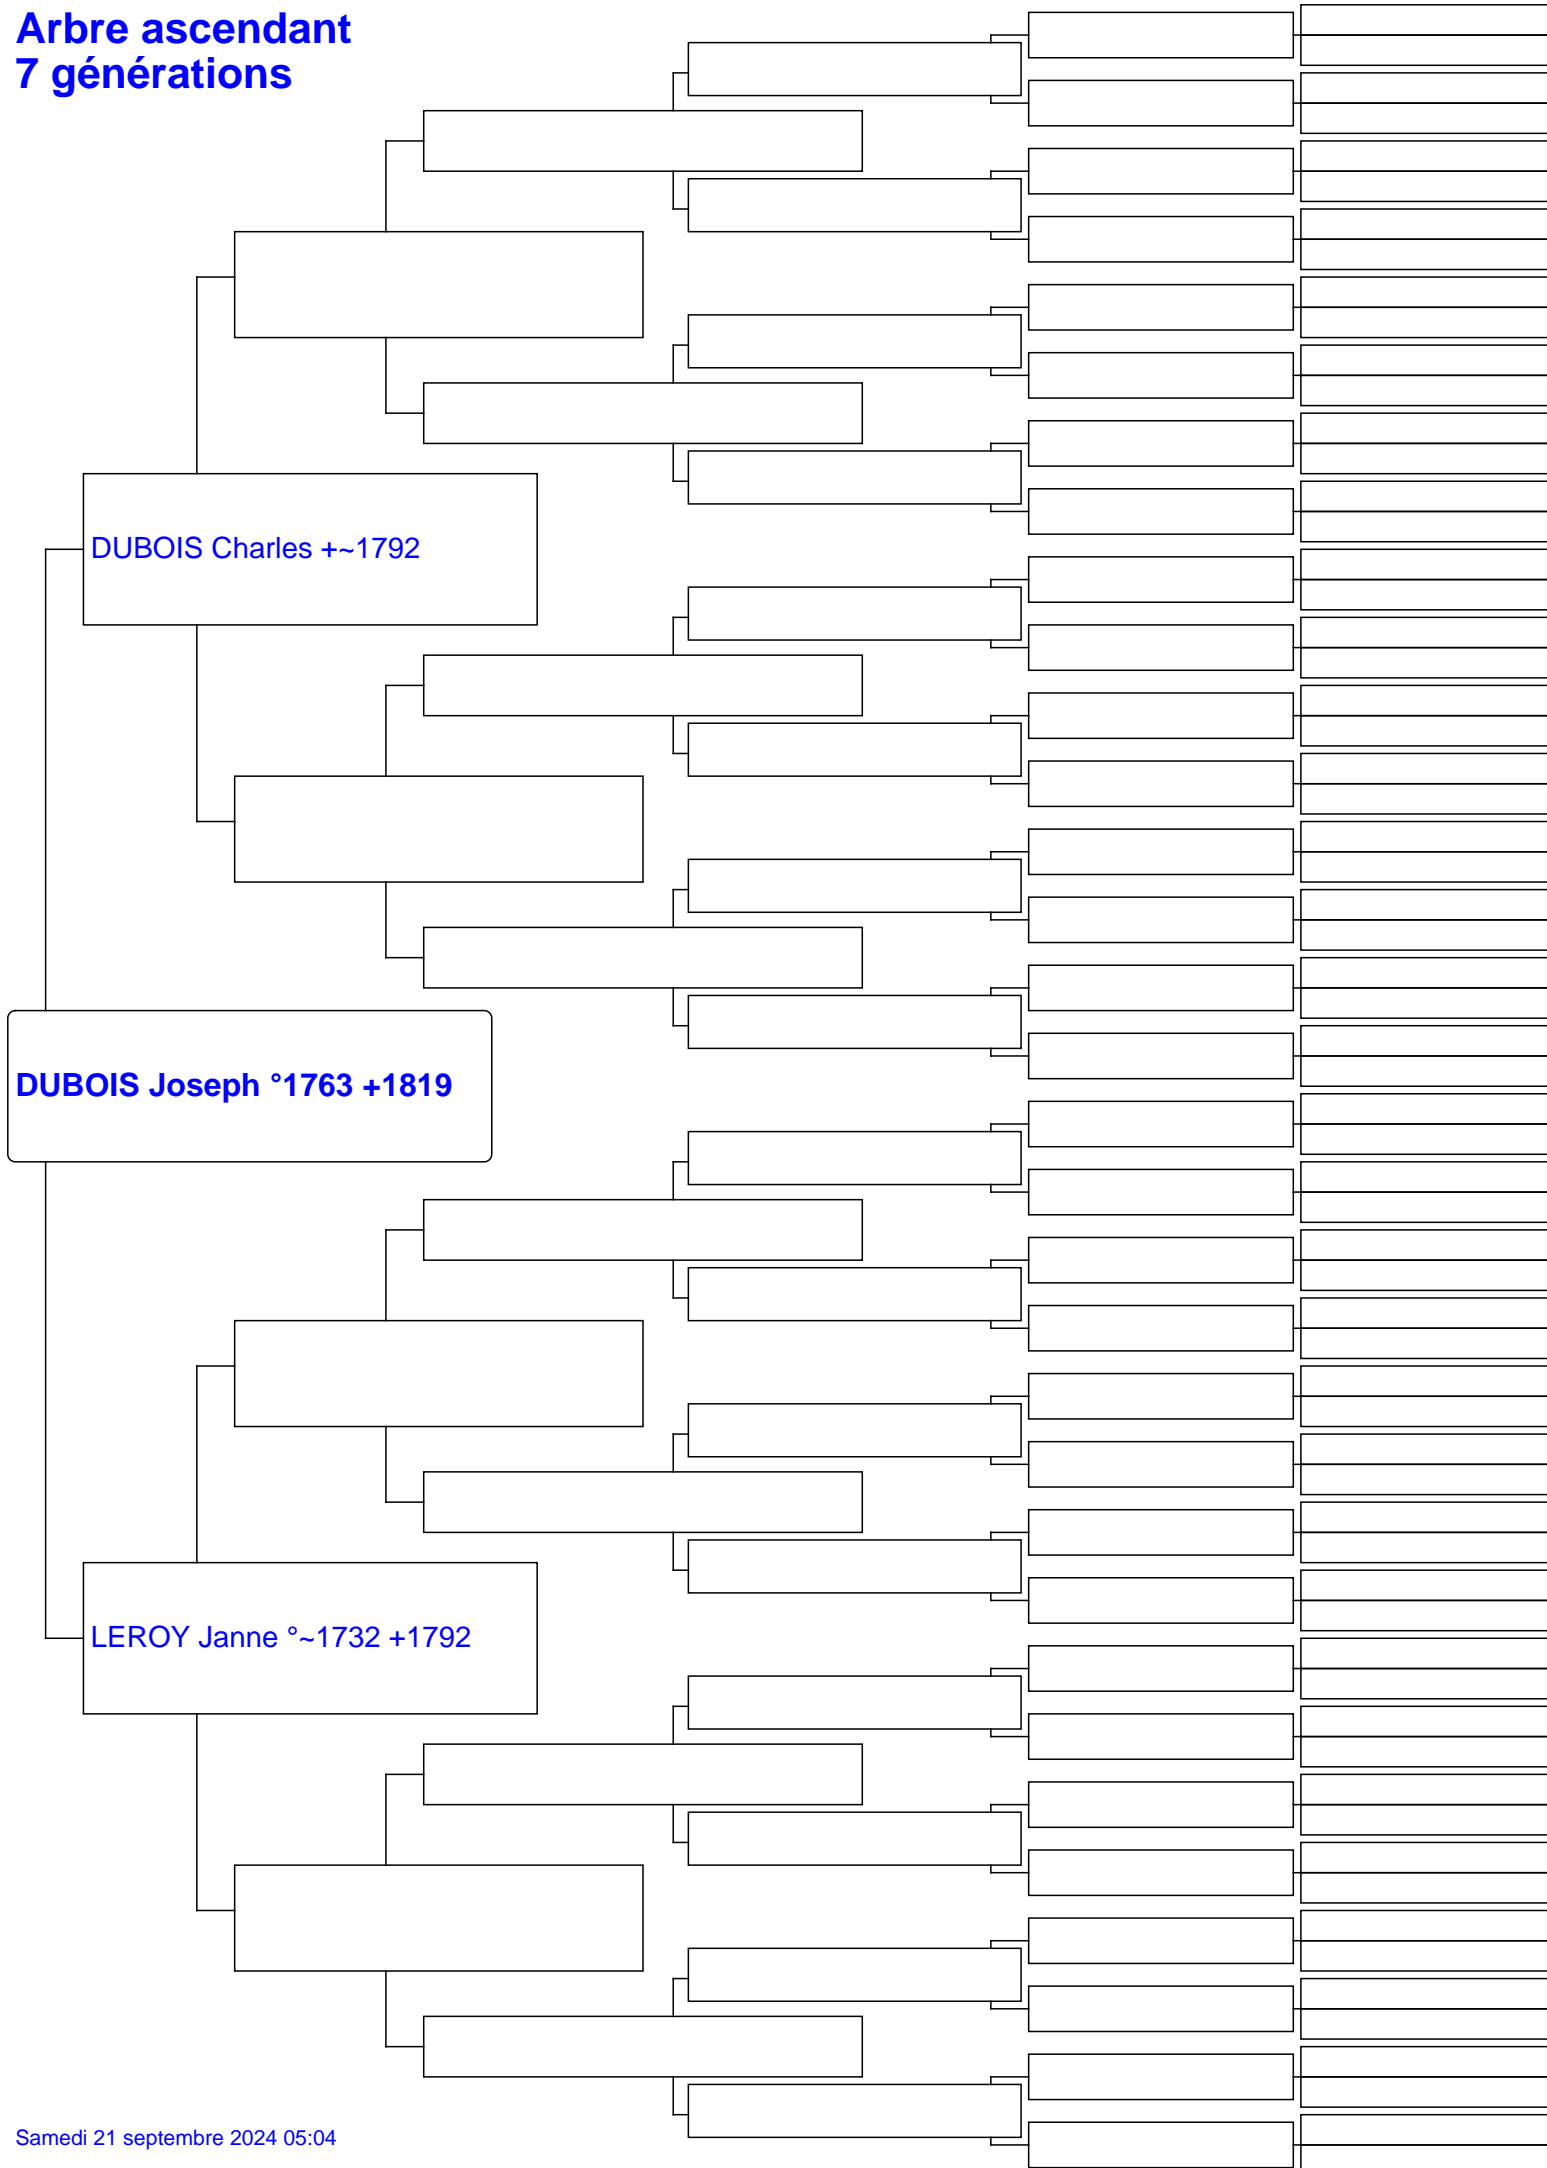 Arbre ascendant
7 générations
DUBOIS Charles +~1792
DUBOIS Joseph °1763 +1819
LEROY Janne °~1732 +1792
Samedi 21 septembre 2024 05:04